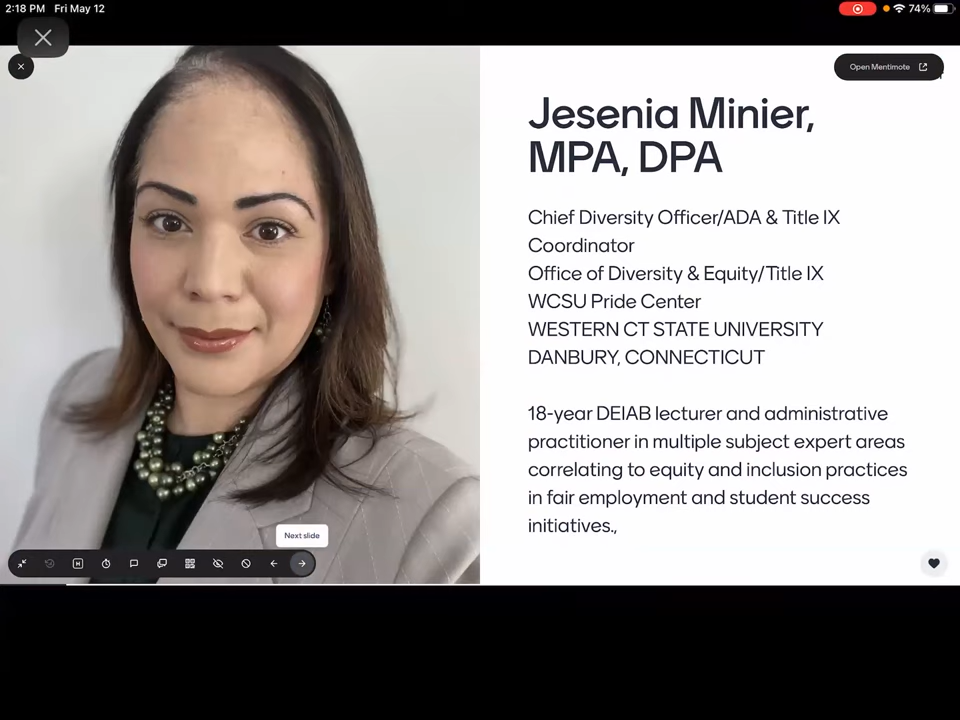 2:18 PM Fri May 12
74%
Open Mentimote
Jesenia Minier,
MPA, DPA
Chief Diversity Officer/ADA & Title IX
Coordinator
Office of Diversity & Equity/Title IX
WCSU Pride Center
WESTERN CT STATE UNIVERSITY
DANBURY, CONNECTICUT
18-year DEIAB lecturer and administrative
practitioner in multiple subject expert areas
correlating to equity and inclusion practices
in fair employment and student success
initiatives.,
Next slide